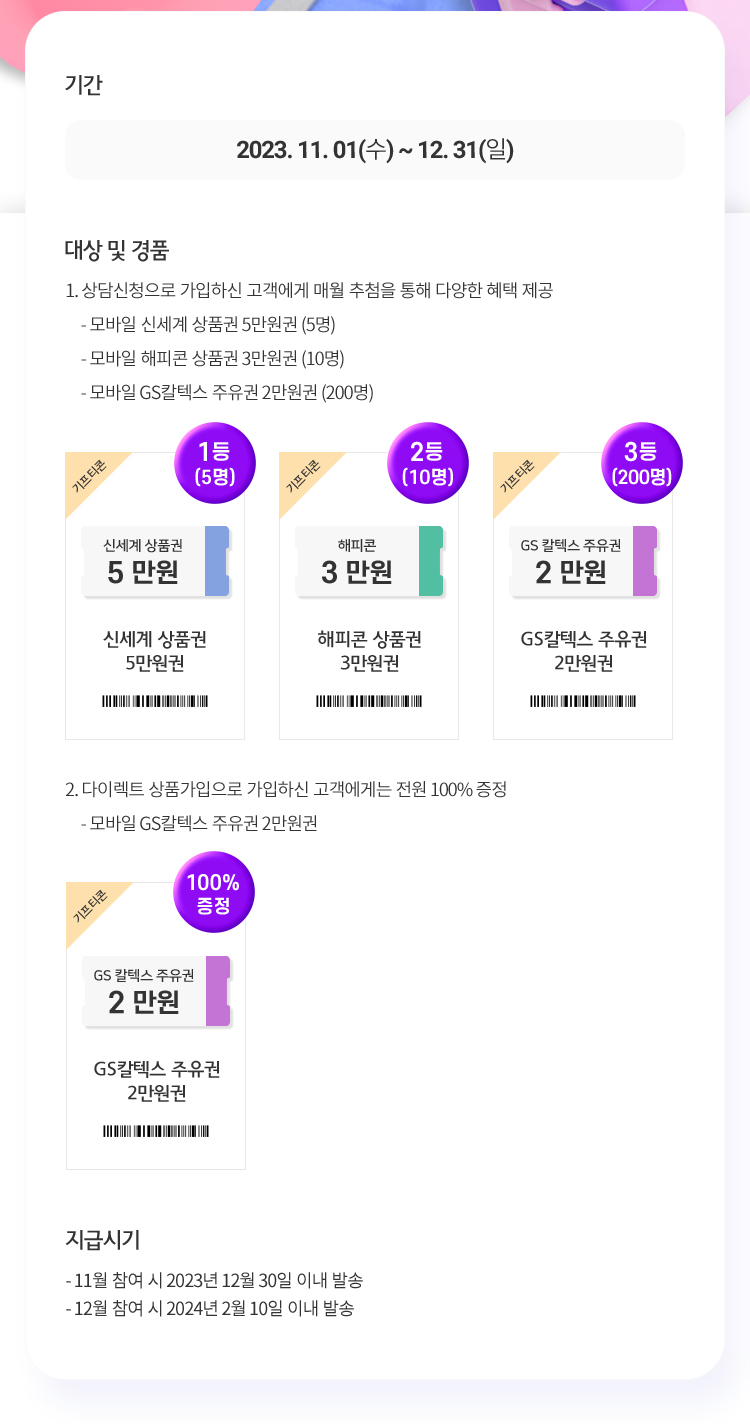 기간
2023. 11. 01(수) ~ 12. 31(일)
대상 및 경품
1. 상담신청으로 가입하신 고객에게 매월 추첨을 통해 다양한 혜택 제공
- 모바일 신세계 상품권 5만원권 (5명)
- 모바일 해피콘 상품권 3만원권 (10명)
- 모바일 GS칼텍스 주유권 2만원권 (200명)
기프티콘
1등
(5명)
신세계 상품권
5 만원
신세계 상품권
5만원권
기프티콘
2등
(10명)
해피콘
3 만원
해피콘 상품권
3만원권
기프티콘
3등
(200명)
GS 칼텍스 주유권
2 만원
GS칼텍스 주유권
2만원권
2. 다이렉트 상품가입으로 가입하신 고객에게는 전원 100% 증정
- 모바일 GS칼텍스 주유권 2만원권
기프티콘
100%
증정
GS 칼텍스 주유권
2 만원
GS칼텍스 주유권
2만원권
지급시기
- 11월 참여 시 2023년 12월 30일 이내 발송
- 12월 참여 시 2024년 2월 10일 이내 발송